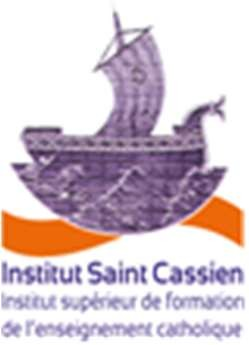 Institut Saint Cassien
Institut supérieur de formation
de l'enseignement catholique